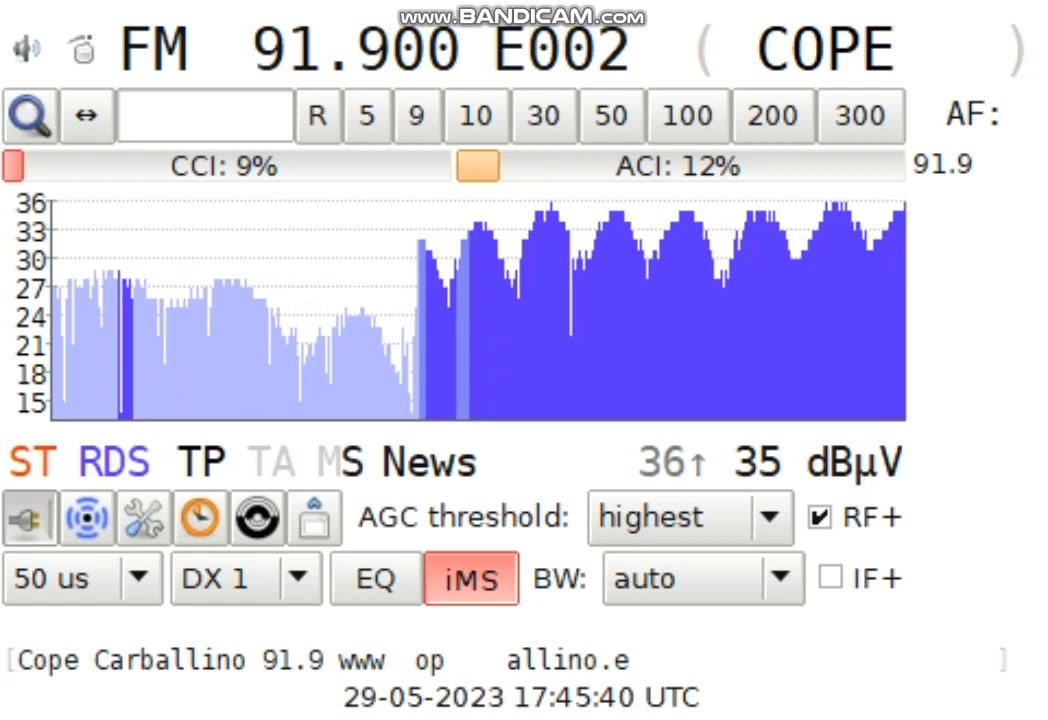 www.BANDICAM.com
FM 91.900 E002 ( COPE )
R 5 9 10 30 50 100 200 300 AF:
CCI: 9% ACI: 12% 91.9
36
33
30
27
24
21
18
15
ST RDS TP TA MS News 36↑ 35 dBµV
AGC threshold: highest RF+
50 us DX 1 EQ iMS BW: auto IF+
[Cope Carballino 91.9 www  op    allino.e ]
29-05-2023 17:45:40 UTC